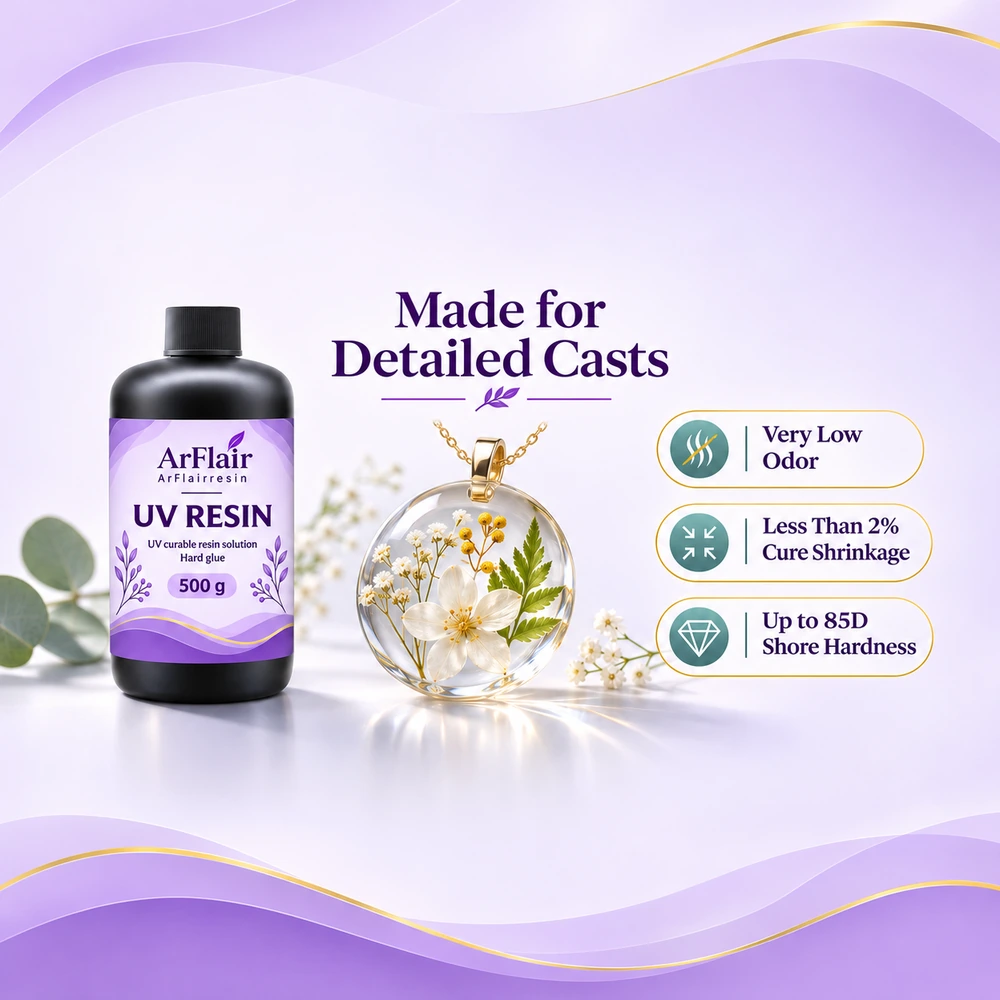 Made for
Detailed Casts
ArFlair
ArFlairresin
UV RESIN
UV curable resin solution
Hard glue
500 g
Very Low
Odor
Less Than 2%
Cure Shrinkage
Up to 85D
Shore Hardness